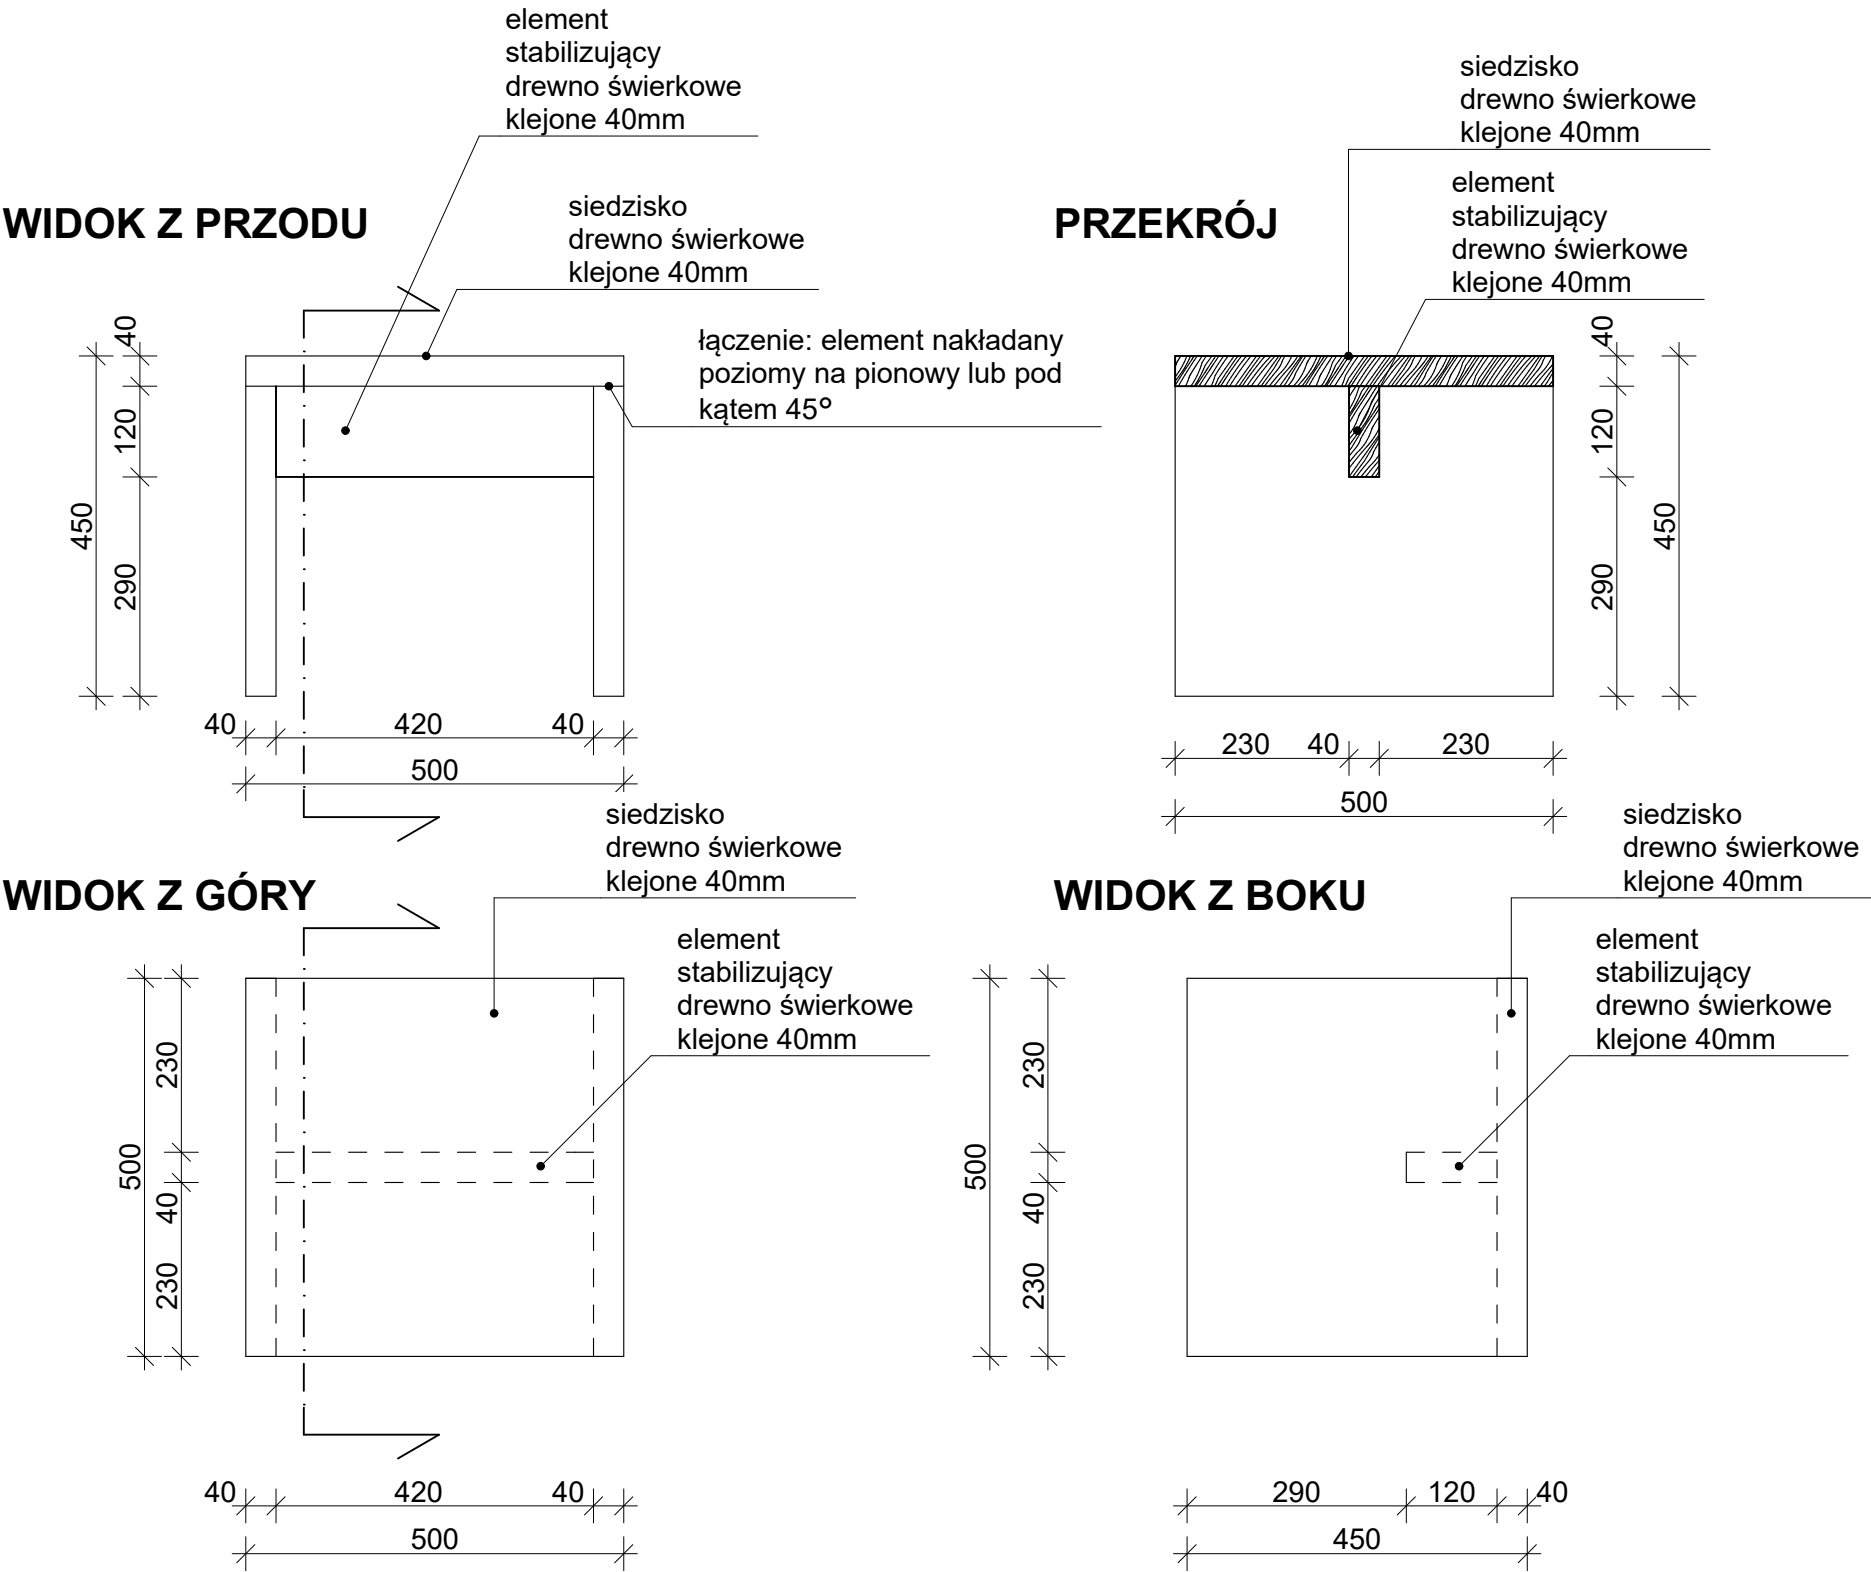 element
stabilizujący
drewno świerkowe
klejone 40mm
siedzisko
drewno świerkowe
klejone 40mm
WIDOK Z PRZODU
siedzisko
drewno świerkowe
klejone 40mm
łączenie: element nakładany
poziomy na pionowy lub pod
kątem 45°
40
120
290
450
40
420
40
500
PRZEKRÓJ
element
stabilizujący
drewno świerkowe
klejone 40mm
40
120
290
450
230
40
230
500
WIDOK Z GÓRY
siedzisko
drewno świerkowe
klejone 40mm
element
stabilizujący
drewno świerkowe
klejone 40mm
230
40
230
500
40
420
40
500
WIDOK Z BOKU
siedzisko
drewno świerkowe
klejone 40mm
element
stabilizujący
drewno świerkowe
klejone 40mm
230
40
230
500
290
120
40
450